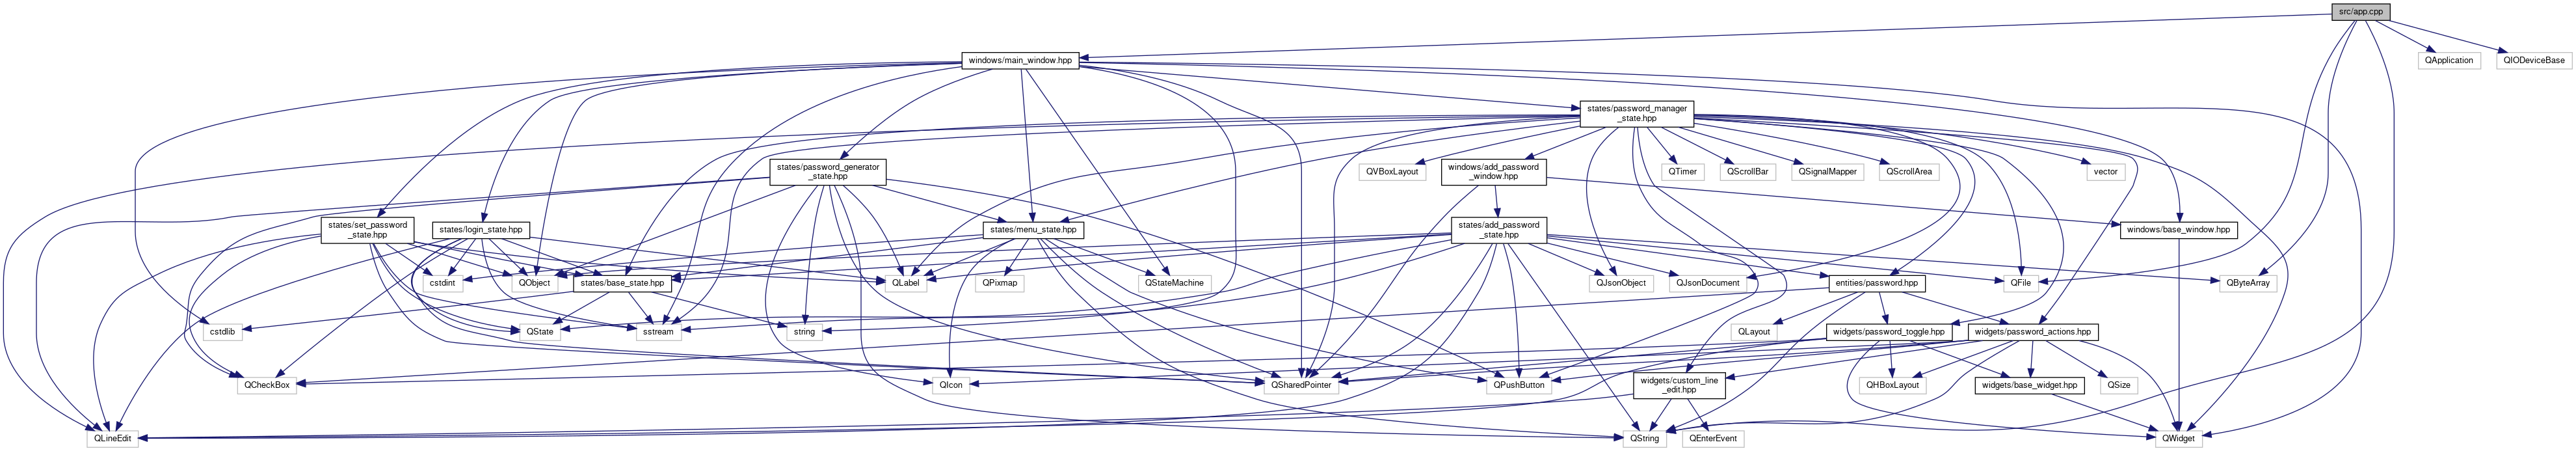 src/app.cpp
windows/main_window.hpp
QApplication
QIODeviceBase
states/password_manager
_state.hpp
states/password_generator
_state.hpp
QVBoxLayout
windows/add_password
_window.hpp
QTimer
QScrollBar
QSignalMapper
QScrollArea
vector
states/set_password
_state.hpp
states/login_state.hpp
states/menu_state.hpp
states/add_password
_state.hpp
windows/base_window.hpp
cstdint
QObject
states/base_state.hpp
QLabel
QPixmap
QStateMachine
QJsonObject
QJsonDocument
entities/password.hpp
QFile
QByteArray
cstdlib
QState
sstream
string
QLayout
widgets/password_toggle.hpp
widgets/password_actions.hpp
QCheckBox
QIcon
QSharedPointer
QPushButton
widgets/custom_line
_edit.hpp
QHBoxLayout
widgets/base_widget.hpp
QSize
QLineEdit
QString
QEnterEvent
QWidget